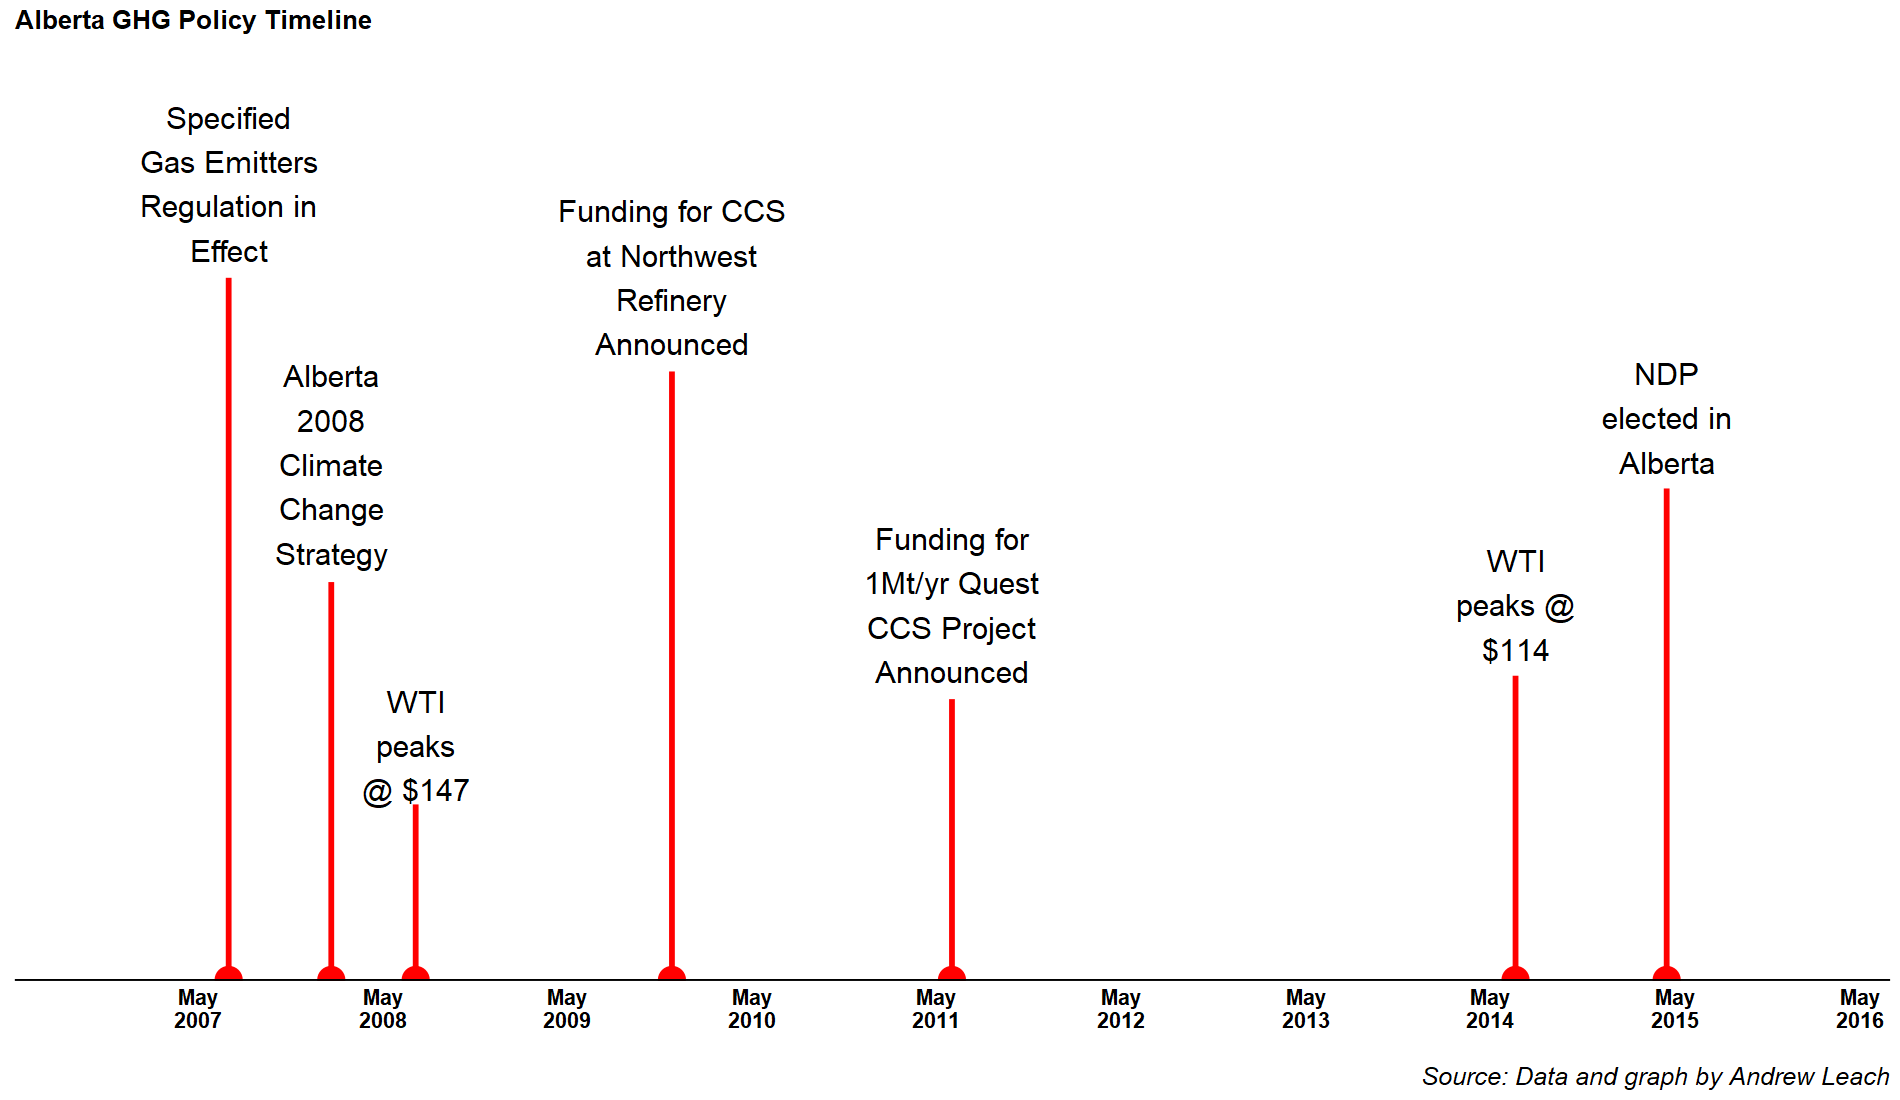 Alberta GHG Policy Timeline
Specified
Gas Emitters
Regulation in
Effect
Alberta
2008
Climate
Change
Strategy
WTI
peaks
@ $147
Funding for CCS
at Northwest
Refinery
Announced
Funding for
1Mt/yr Quest
CCS Project
Announced
WTI
peaks @
$114
NDP
elected in
Alberta
May
2007
May
2008
May
2009
May
2010
May
2011
May
2012
May
2013
May
2014
May
2015
May
2016
Source: Data and graph by Andrew Leach